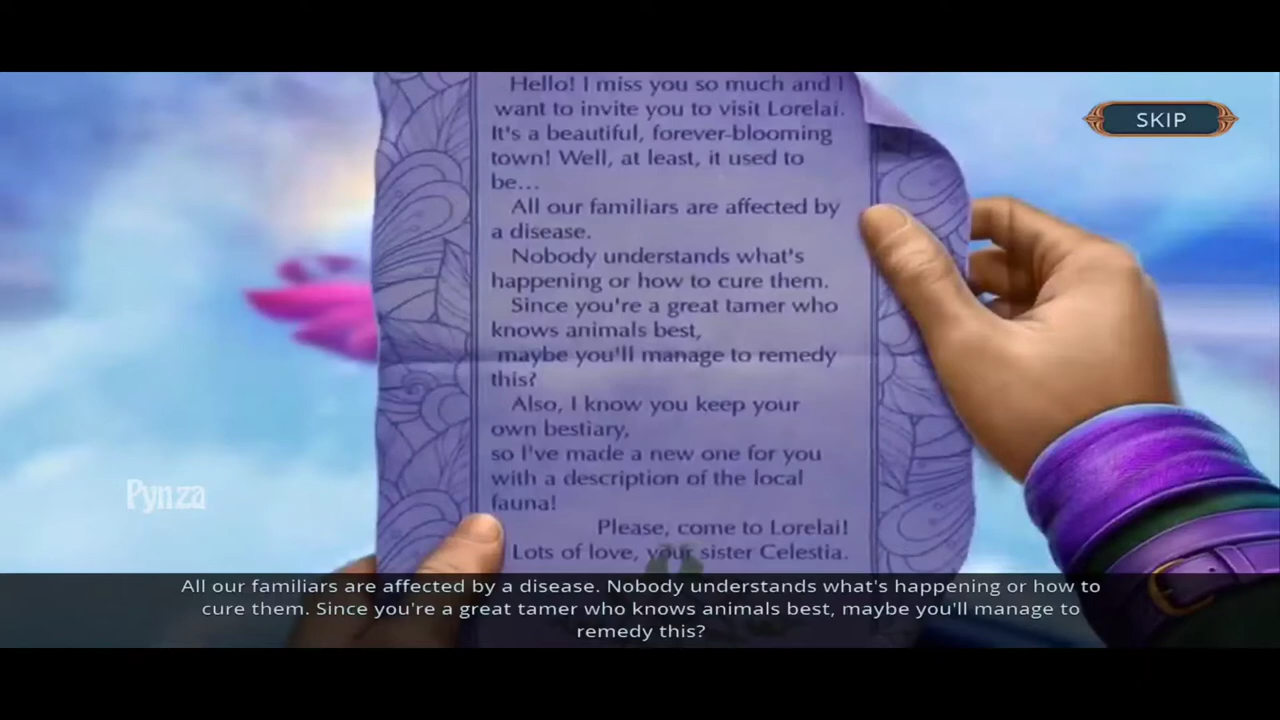 Hello! I miss you so much and I
want to invite you to visit Lorelai.
It's a beautiful, forever-blooming
town! Well, at least, it used to
be...
All our familiars are affected by
a disease.
Nobody understands what's
happening or how to cure them.
Since you're a great tamer who
knows animals best,
maybe you'll manage to remedy
this?
Also, I know you keep your
own bestiary,
so I've made a new one for you
with a description of the local
fauna!
Please, come to Lorelai!
Lots of love, your sister Celestia.
SKIP
Pynza
All our familiars are affected by a disease. Nobody understands what's happening or how to
cure them. Since you're a great tamer who knows animals best, maybe you'll manage to
remedy this?